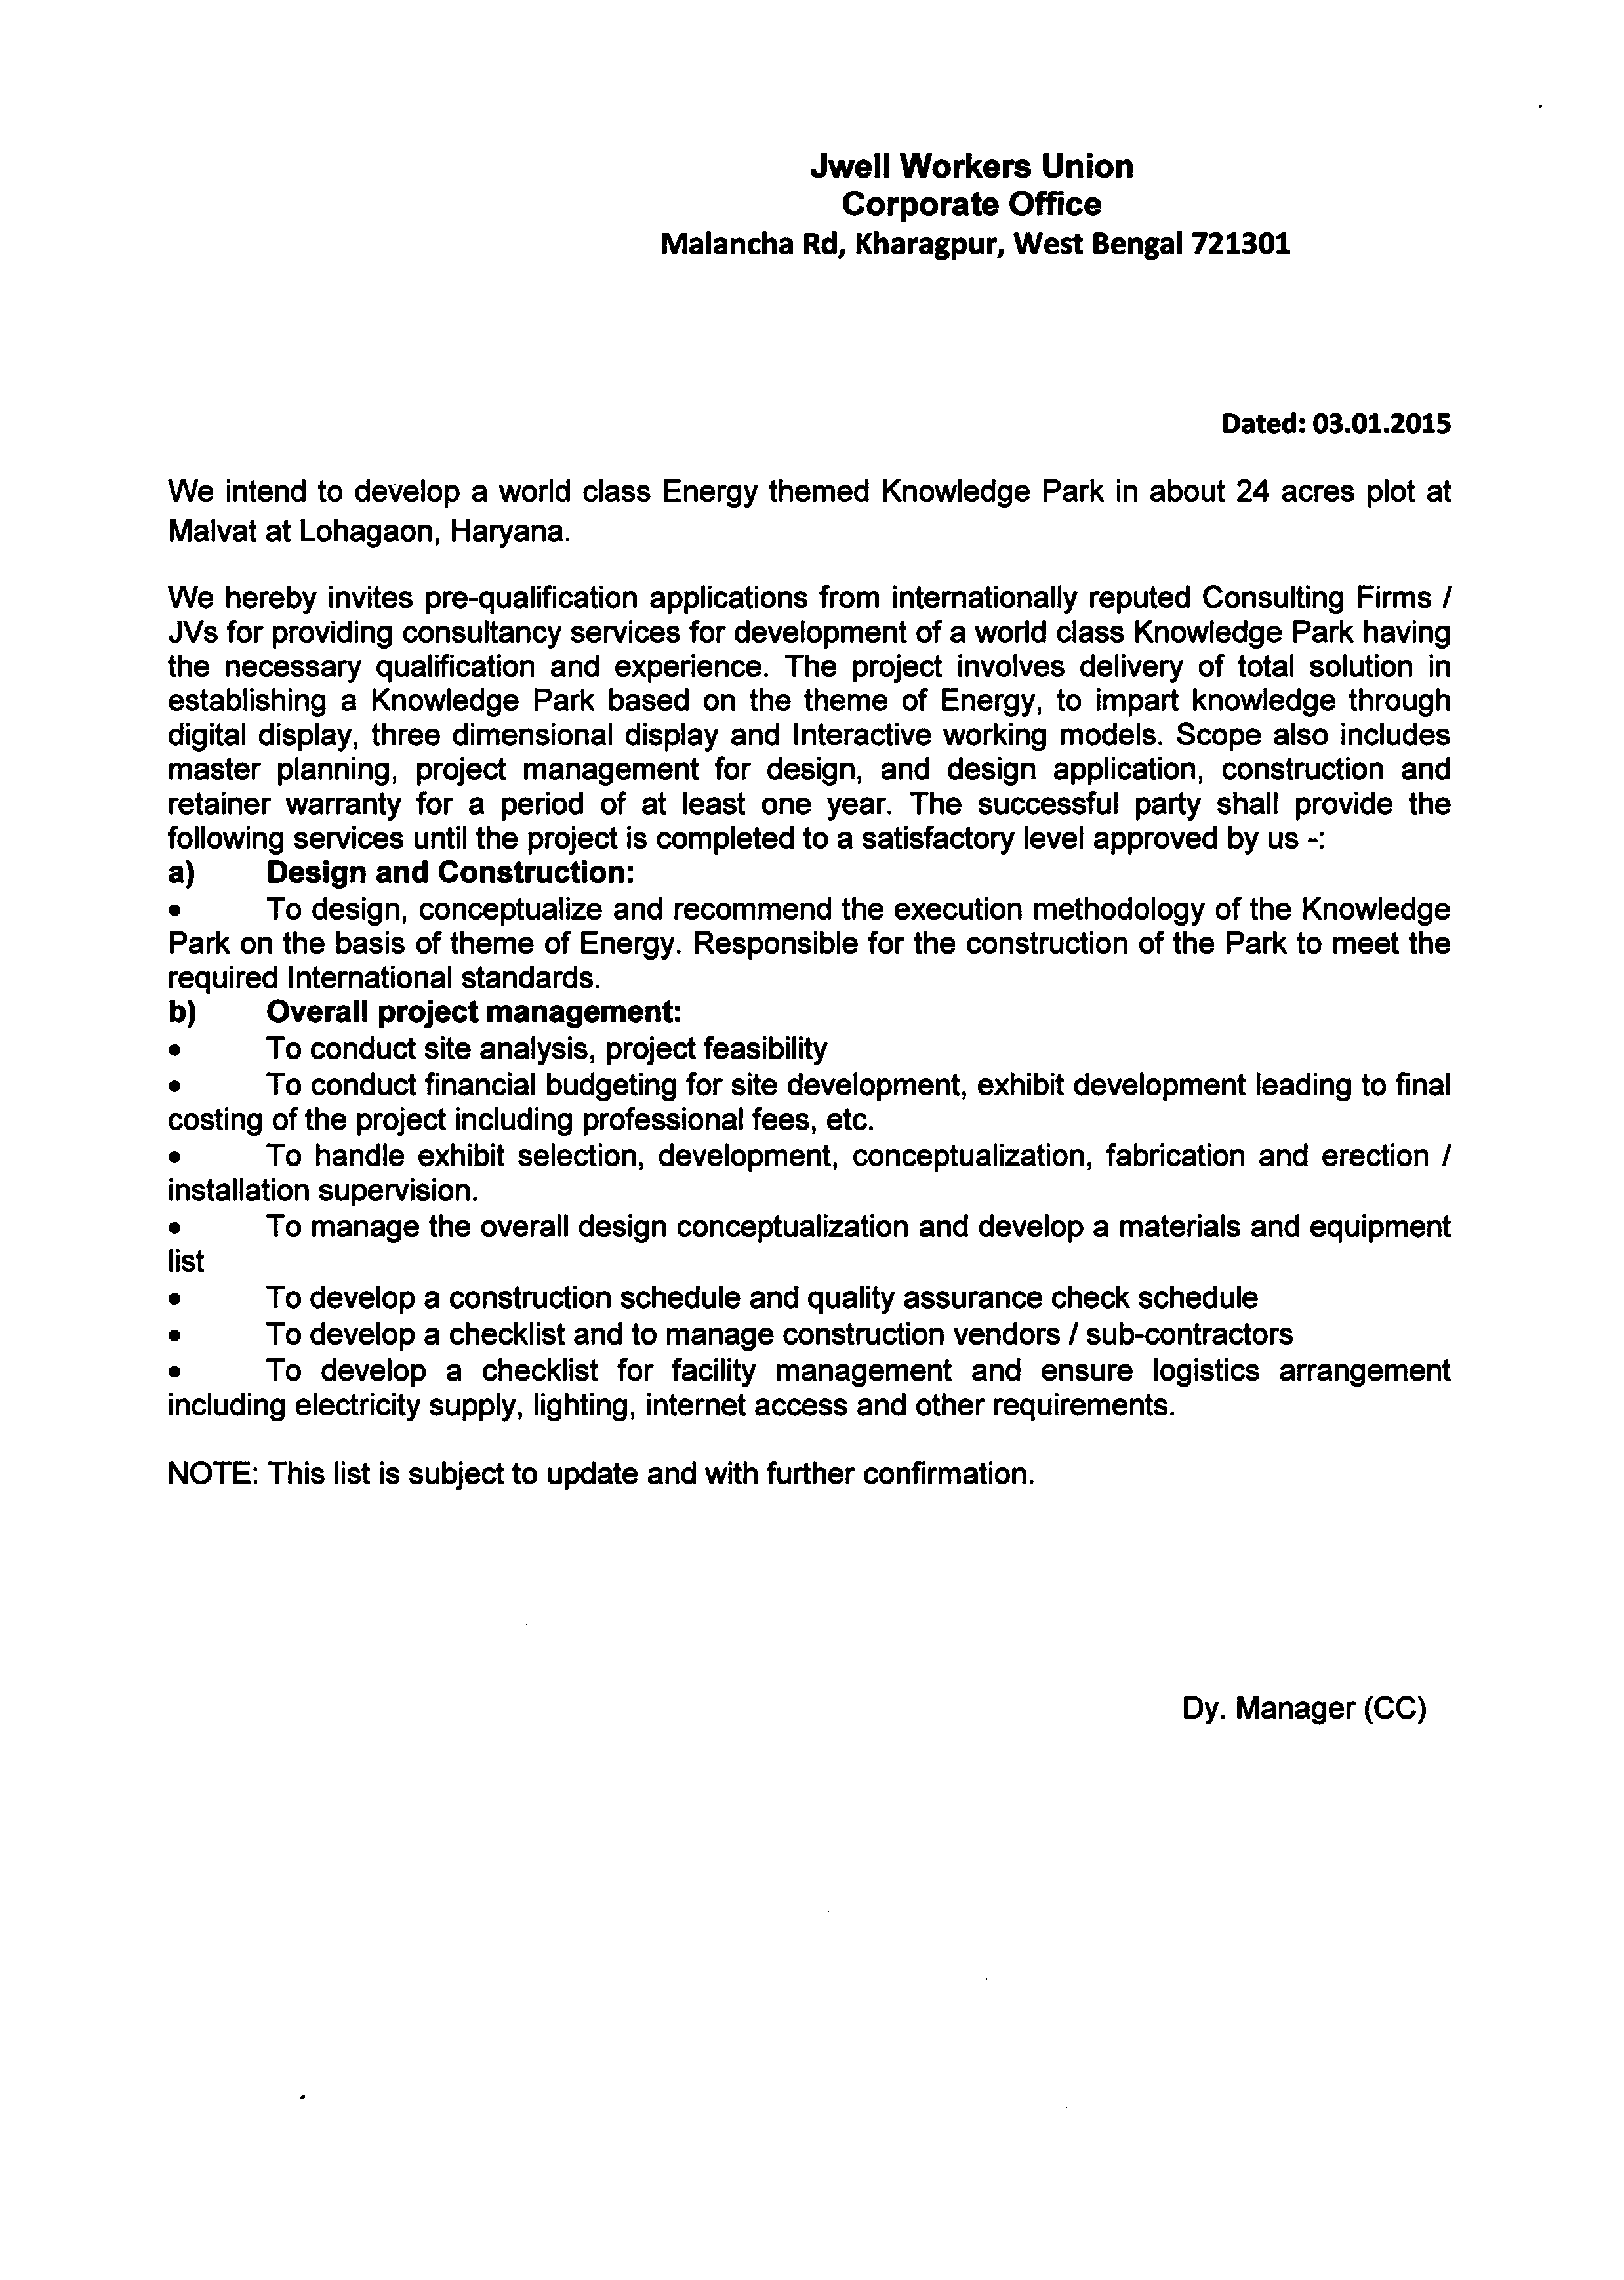 Jwell Workers Union
Corporate Office
Malancha Rd, Kharagpur, West Bengal 721301
Dated: 03.01.2015
We intend to develop a world class Energy themed Knowledge Park in about 24 acres plot at
Malvat at Lohagaon, Haryana.
We hereby invites pre-qualification applications from internationally reputed Consulting Firms /
JVs for providing consultancy services for development of a world class Knowledge Park having
the necessary qualification and experience. The project involves delivery of total solution in
establishing a Knowledge Park based on the theme of Energy, to impart knowledge through
digital display, three dimensional display and Interactive working models. Scope also includes
master planning, project management for design, and design application, construction and
retainer warranty for a period of at least one year. The successful party shall provide the
following services until the project is completed to a satisfactory level approved by us -:
a) Design and Construction:
• To design, conceptualize and recommend the execution methodology of the Knowledge
Park on the basis of theme of Energy. Responsible for the construction of the Park to meet the
required International standards.
b) Overall project management:
• To conduct site analysis, project feasibility
• To conduct financial budgeting for site development, exhibit development leading to final
costing of the project including professional fees, etc.
• To handle exhibit selection, development, conceptualization, fabrication and erection /
installation supervision.
• To manage the overall design conceptualization and develop a materials and equipment
list
• To develop a construction schedule and quality assurance check schedule
• To develop a checklist and to manage construction vendors / sub-contractors
• To develop a checklist for facility management and ensure logistics arrangement
including electricity supply, lighting, internet access and other requirements.
NOTE: This list is subject to update and with further confirmation.
Dy. Manager (CC)